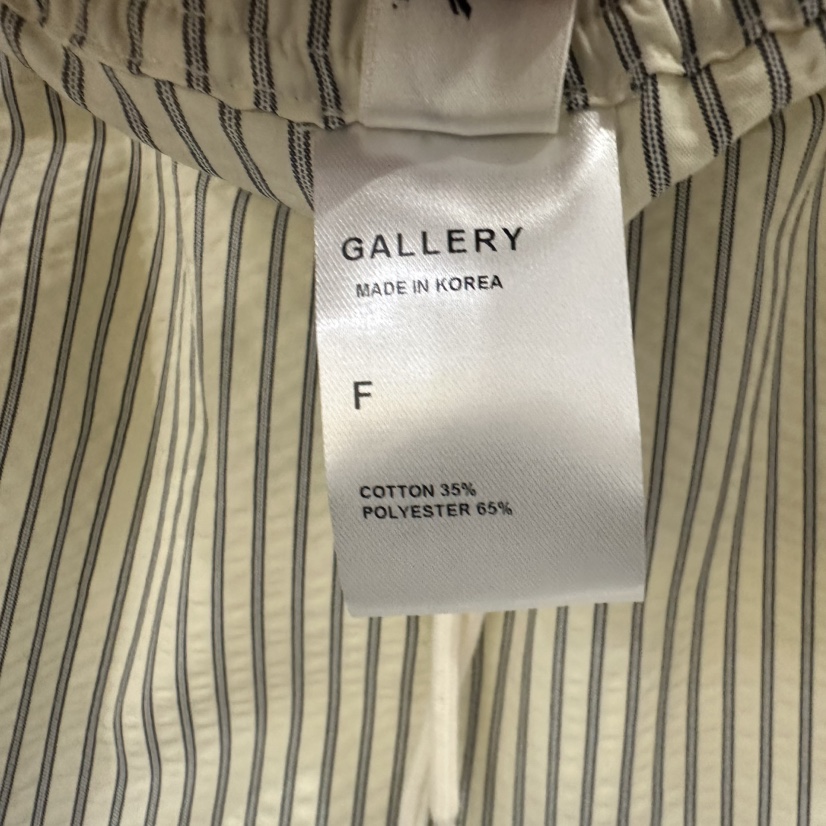 GALLERY
MADE IN KOREA
F
COTTON 35%
POLYESTER 65%